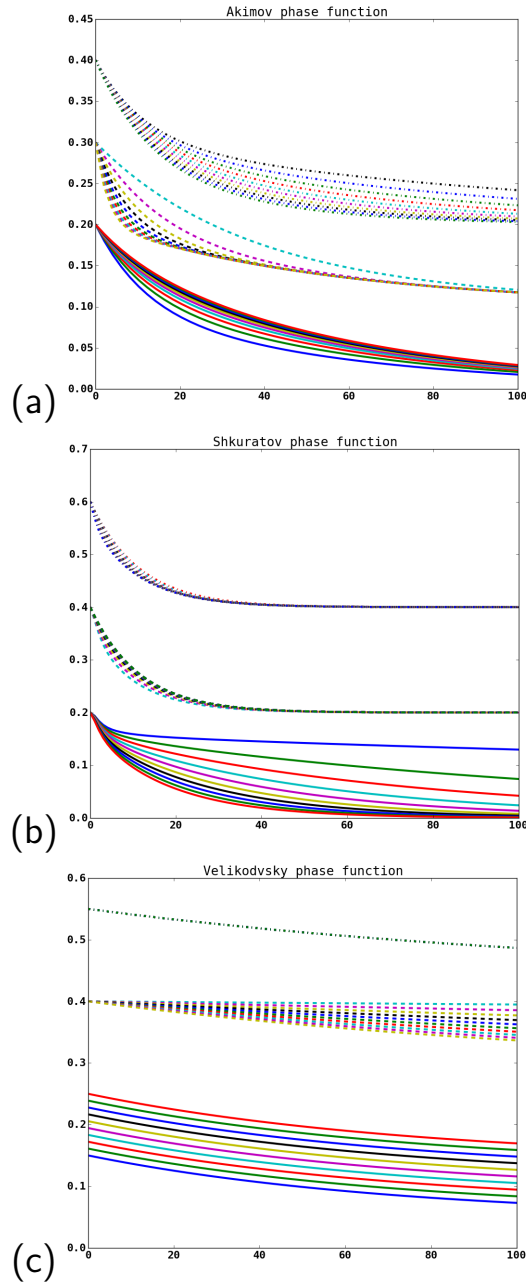 Akimov phase function
0.45
0.40
0.35
0.30
0.25
0.20
0.15
0.10
0.05
0.00
0 20 40 60 80 100
(a)
Shkuratov phase function
0.7
0.6
0.5
0.4
0.3
0.2
0.1
0.0
0 20 40 60 80 100
(b)
Velikodvsky phase function
0.6
0.5
0.4
0.3
0.2
0.1
0.0
0 20 40 60 80 100
(c)